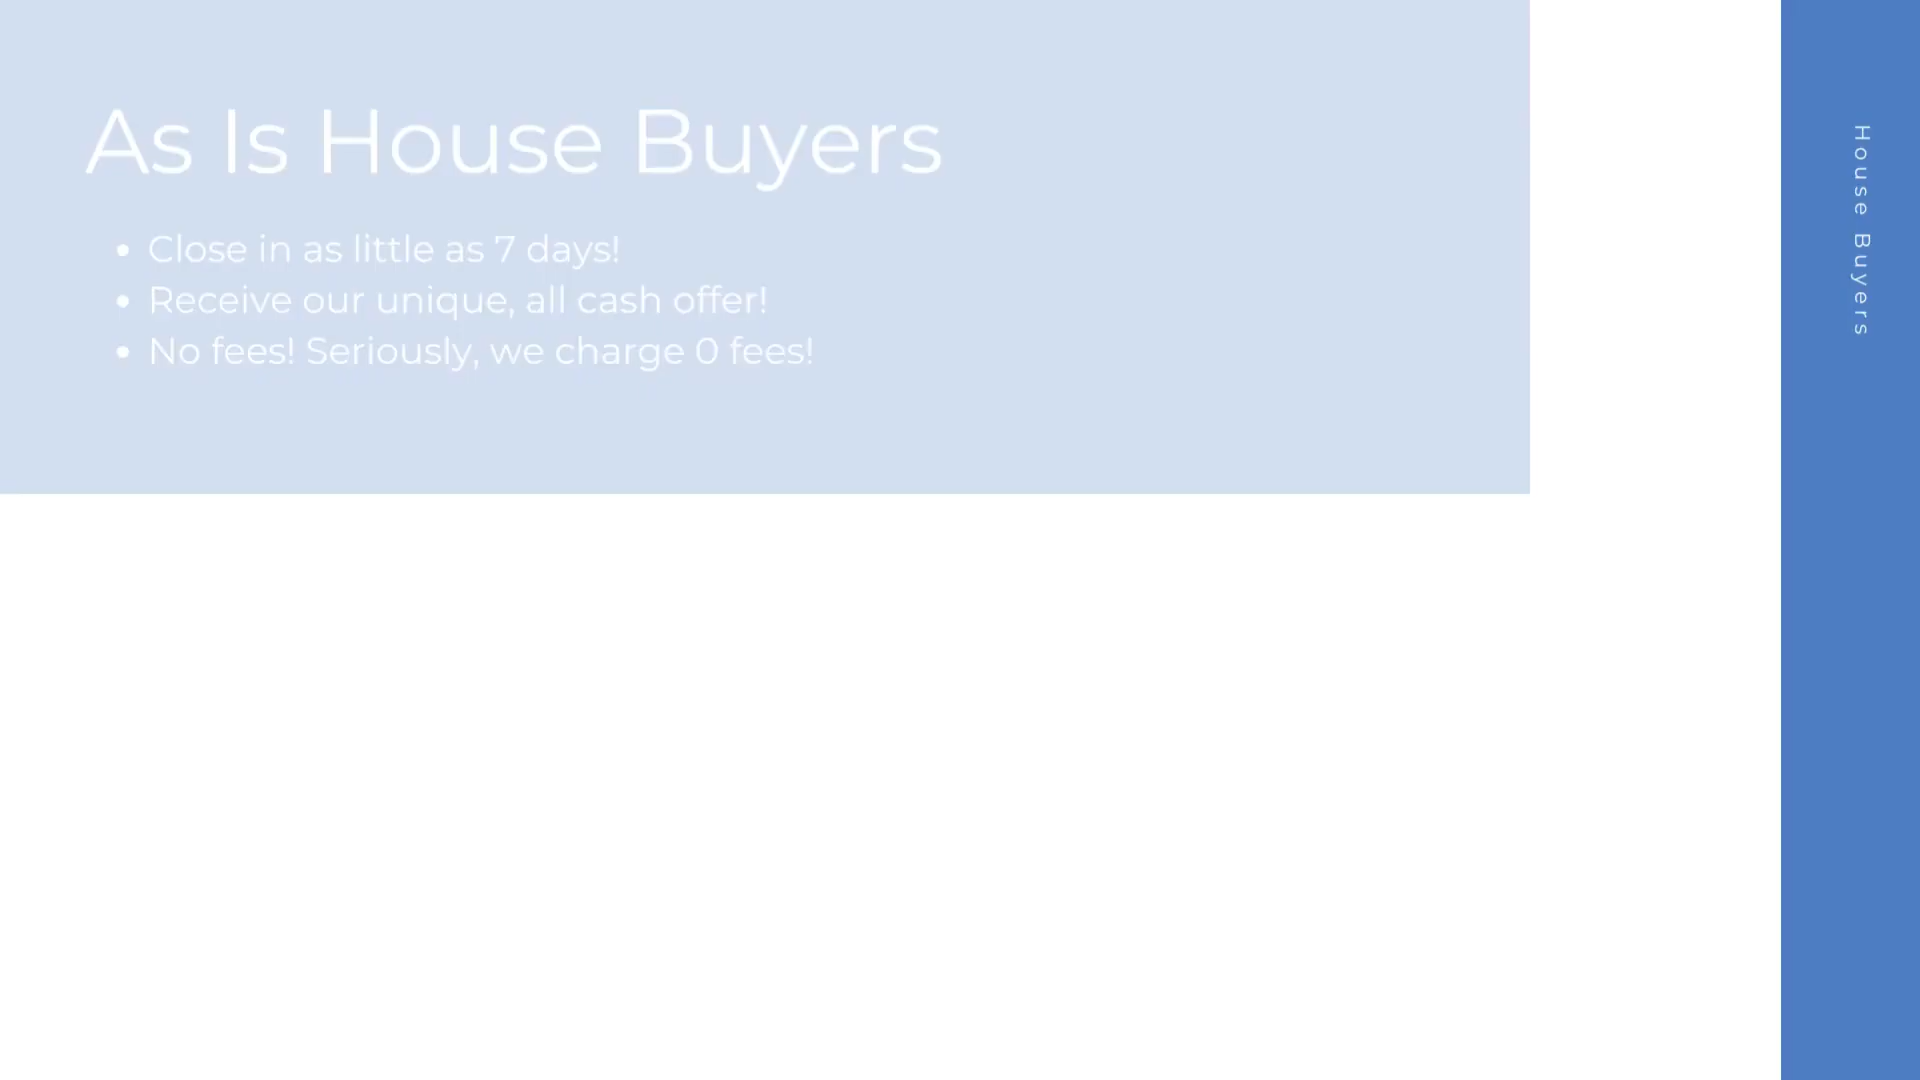 As Is House Buyers
• Close in as little as 7 days!
• Receive our unique, all cash offer!
• No fees! Seriously, we charge 0 fees!
House Buyers